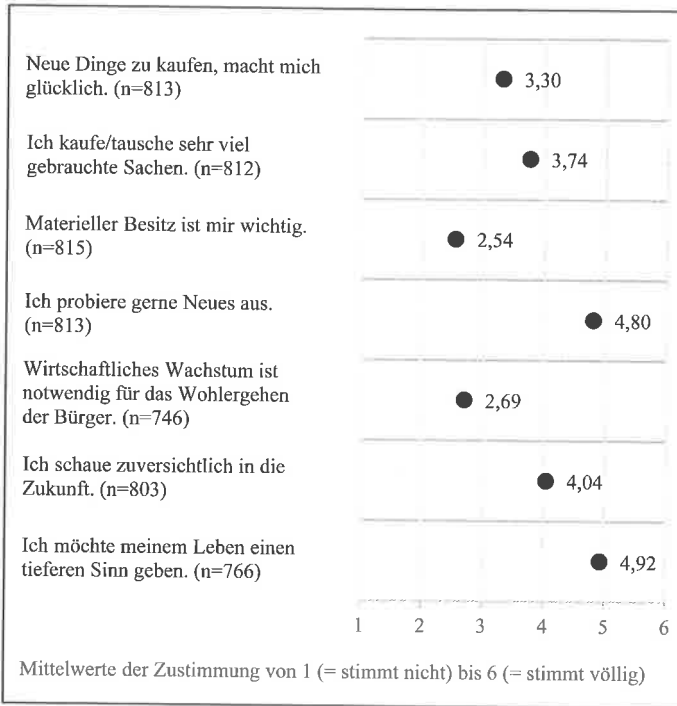 Neue Dinge zu kaufen, macht mich
glücklich. (n=813)
3,30
Ich kaufe/tausche sehr viel
gebrauchte Sachen. (n=812)
3,74
Materieller Besitz ist mir wichtig.
(n=815)
2,54
Ich probiere gerne Neues aus.
(n=813)
4,80
Wirtschaftliches Wachstum ist
notwendig für das Wohlergehen
der Bürger. (n=746)
2,69
Ich schaue zuversichtlich in die
Zukunft. (n=803)
4,04
Ich möchte meinem Leben einen
tieferen Sinn geben. (n=766)
4,92
1 2 3 4 5 6
Mittelwerte der Zustimmung von 1 (= stimmt nicht) bis 6 (= stimmt völlig)